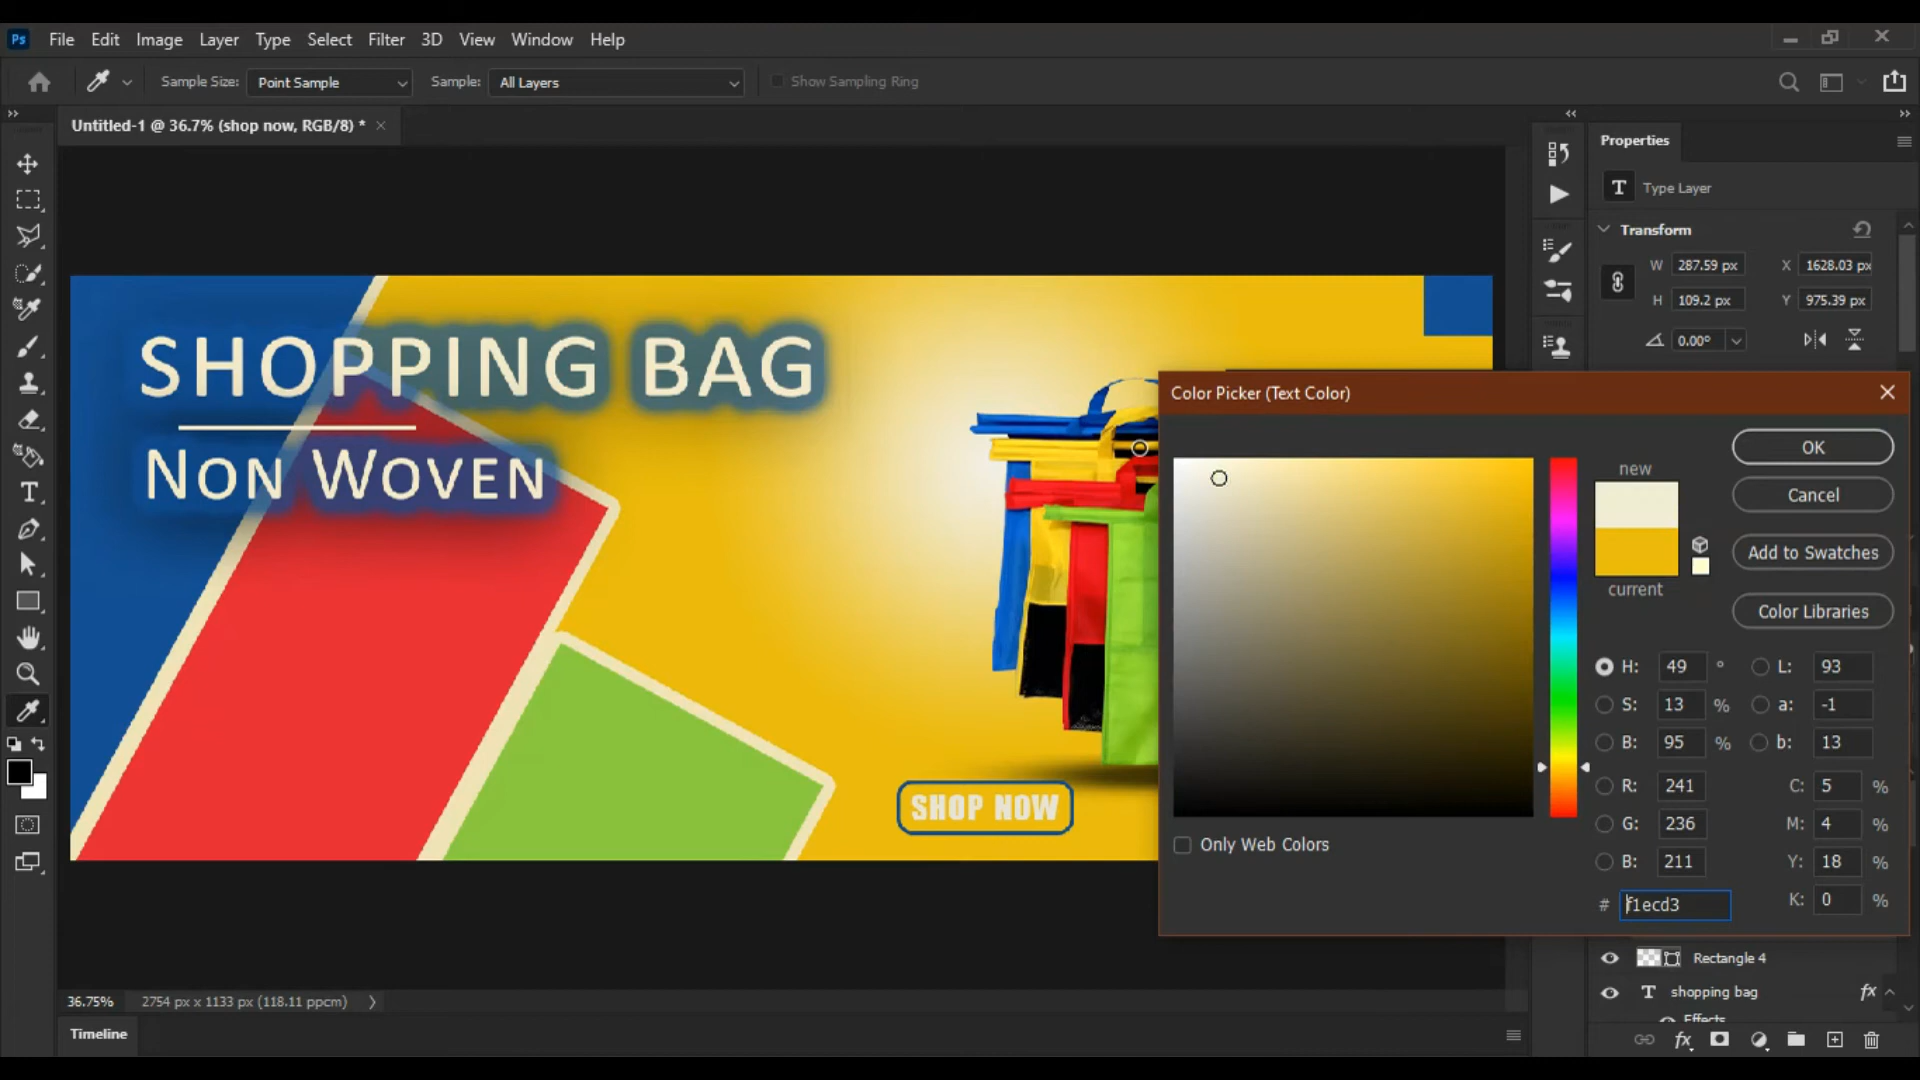 Ps File Edit Image Layer Type Select Filter 3D View Window Help
Sample Size: Point Sample Sample: All Layers Show Sampling Ring
Untitled-1 @ 36.7% (shop now, RGB/8) * ×
Properties
T Type Layer
Transform
W 287.59 px X 1628.03 px
H 109.2 px Y 975.39 px
0.00°
SHOPPING BAG
NON WOVEN
SHOP NOW
Color Picker (Text Color)
new
current
OK
Cancel
Add to Swatches
Color Libraries
H: 49 ° L: 93
S: 13 % a: -1
B: 95 % b: 13
R: 241 C: 5 %
G: 236 M: 4 %
B: 211 Y: 18 %
# f1ecd3 K: 0 %
Only Web Colors
Rectangle 4
T shopping bag fx
Effects
36.75% 2754 px x 1133 px (118.11 ppcm)
Timeline
fx